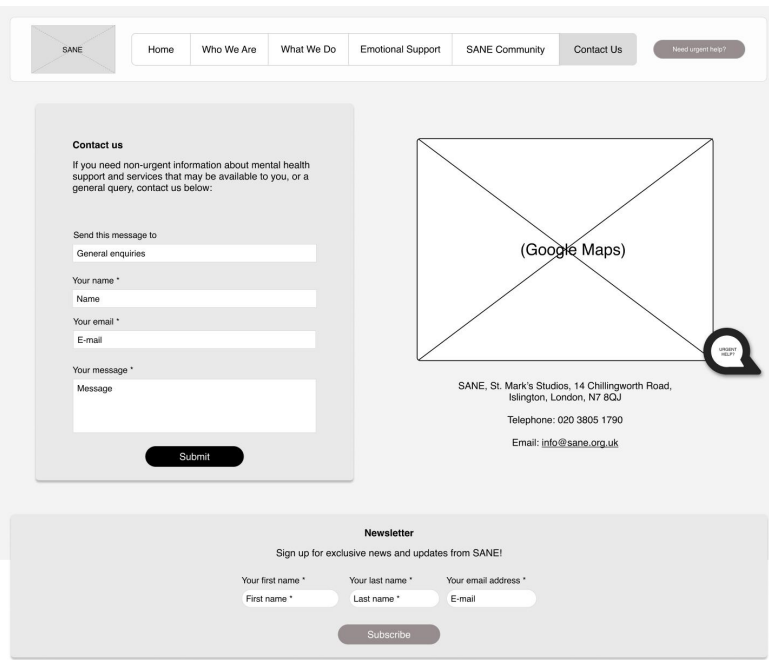 SANE
Home
Who We Are
What We Do
Emotional Support
SANE Community
Contact Us
Need urgent help?
Contact us
If you need non-urgent information about mental health
support and services that may be available to you, or a
general query, contact us below:
Send this message to
General enquiries
Your name *
Name
Your email *
E-mail
Your message *
Message
Submit
(Google Maps)
URGENT
HELP?
SANE, St. Mark's Studios, 14 Chillingworth Road,
Islington, London, N7 8QJ
Telephone: 020 3805 1790
Email: info@sane.org.uk
Newsletter
Sign up for exclusive news and updates from SANE!
Your first name *
Your last name *
Your email address *
First name *
Last name *
E-mail
Subscribe